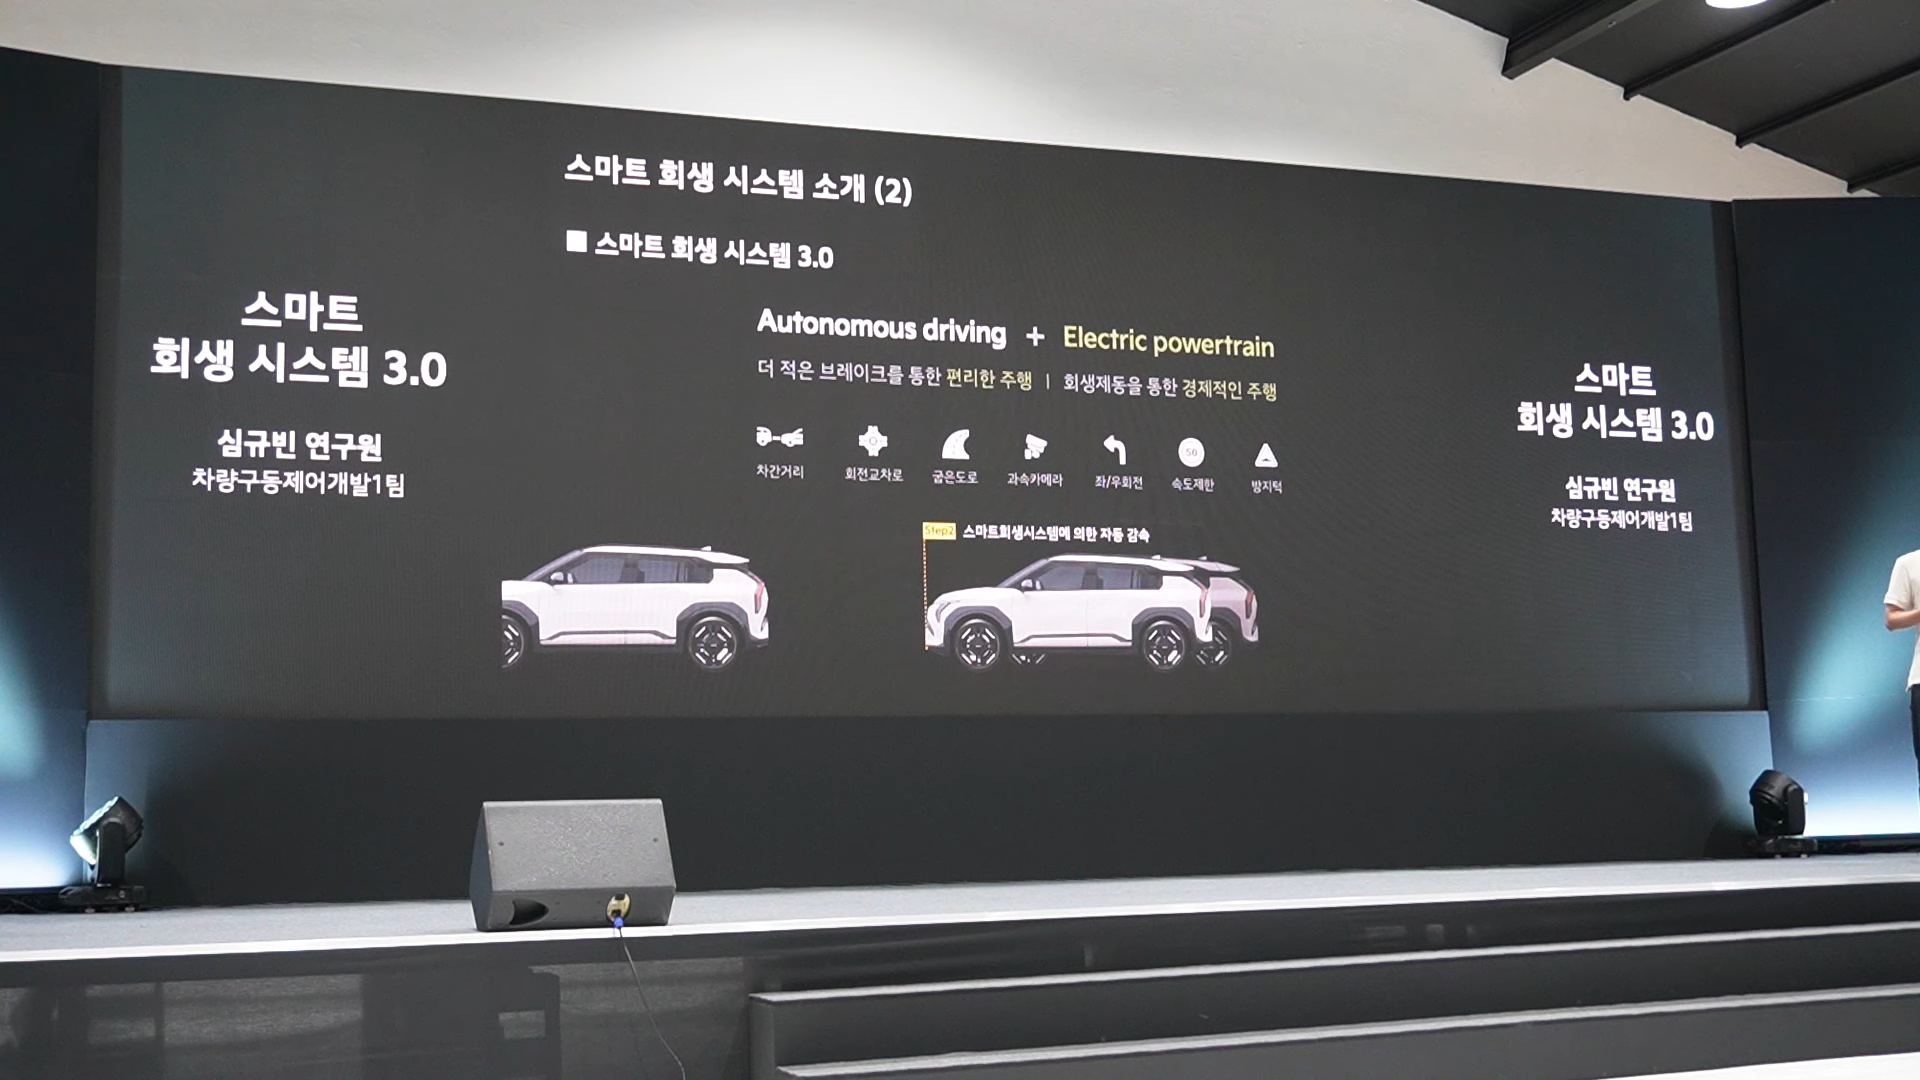 스마트 회생 시스템 소개 (2)
■ 스마트 회생 시스템 3.0
스마트
회생 시스템 3.0
심규빈 연구원
차량구동제어개발1팀
Autonomous driving + Electric powertrain
더 적은 브레이크를 통한 편리한 주행 | 회생제동을 통한 경제적인 주행
차간거리 회전교차로 굽은도로 과속카메라 좌/우회전 50 속도제한 방지턱
Step2 스마트회생시스템에 의한 자동 감속
스마트
회생 시스템 3.0
심규빈 연구원
차량구동제어개발1팀